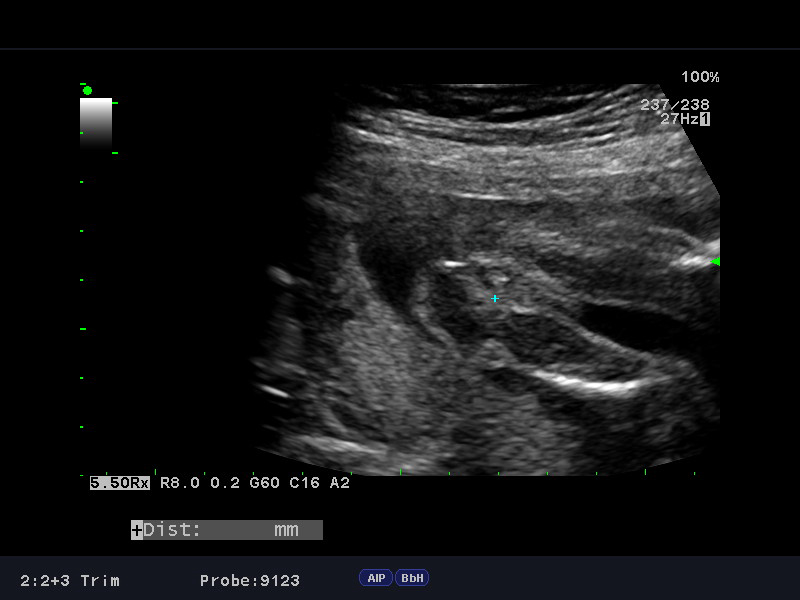 100%
237/238
27Hz1
5.50Rx R8.0 0.2 G60 C16 A2
+Dist: mm
2:2+3 Trim Probe:9123 AIP BbH